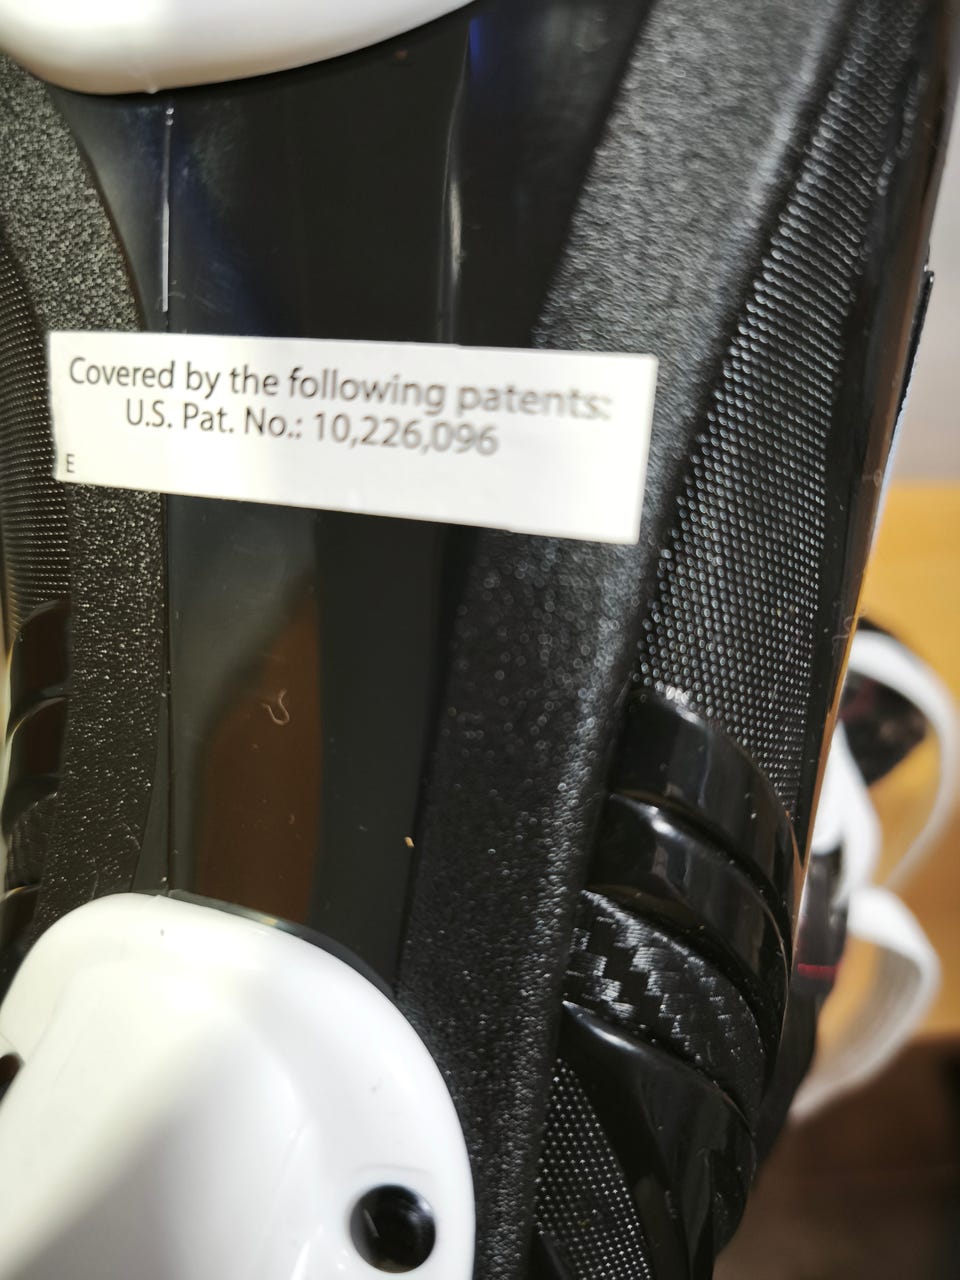 Covered by the following patents:
U.S. Pat. No.: 10,226,096
E